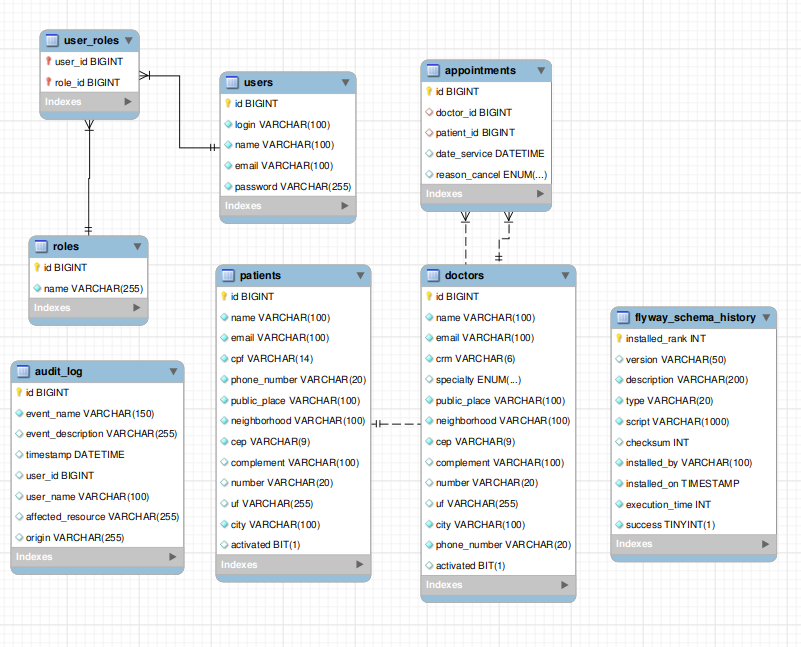 user_roles
user_id BIGINT
role_id BIGINT
Indexes
users
id BIGINT
login VARCHAR(100)
name VARCHAR(100)
email VARCHAR(100)
password VARCHAR(255)
Indexes
appointments
id BIGINT
doctor_id BIGINT
patient_id BIGINT
date_service DATETIME
reason_cancel ENUM(...)
Indexes
roles
id BIGINT
name VARCHAR(255)
Indexes
patients
id BIGINT
name VARCHAR(100)
email VARCHAR(100)
cpf VARCHAR(14)
phone_number VARCHAR(20)
public_place VARCHAR(100)
neighborhood VARCHAR(100)
cep VARCHAR(9)
complement VARCHAR(100)
number VARCHAR(20)
uf VARCHAR(255)
city VARCHAR(100)
activated BIT(1)
Indexes
doctors
id BIGINT
name VARCHAR(100)
email VARCHAR(100)
crm VARCHAR(6)
specialty ENUM(...)
public_place VARCHAR(100)
neighborhood VARCHAR(100)
cep VARCHAR(9)
complement VARCHAR(100)
number VARCHAR(20)
uf VARCHAR(255)
city VARCHAR(100)
phone_number VARCHAR(20)
activated BIT(1)
Indexes
flyway_schema_history
installed_rank INT
version VARCHAR(50)
description VARCHAR(200)
type VARCHAR(20)
script VARCHAR(1000)
checksum INT
installed_by VARCHAR(100)
installed_on TIMESTAMP
execution_time INT
success TINYINT(1)
Indexes
audit_log
id BIGINT
event_name VARCHAR(150)
event_description VARCHAR(255)
timestamp DATETIME
user_id BIGINT
user_name VARCHAR(100)
affected_resource VARCHAR(255)
origin VARCHAR(255)
Indexes